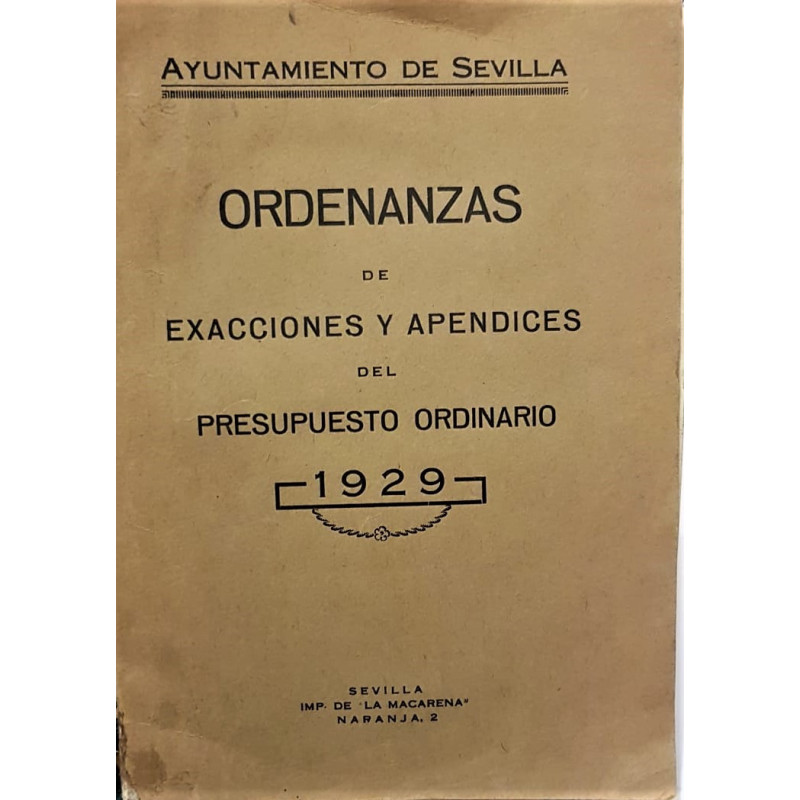 AYUNTAMIENTO DE SEVILLA
ORDENANZAS
DE
EXACCIONES Y APENDICES
DEL
PRESUPUESTO ORDINARIO
1929
SEVILLA
IMP. DE "LA MACARENA"
NARANJA, 2